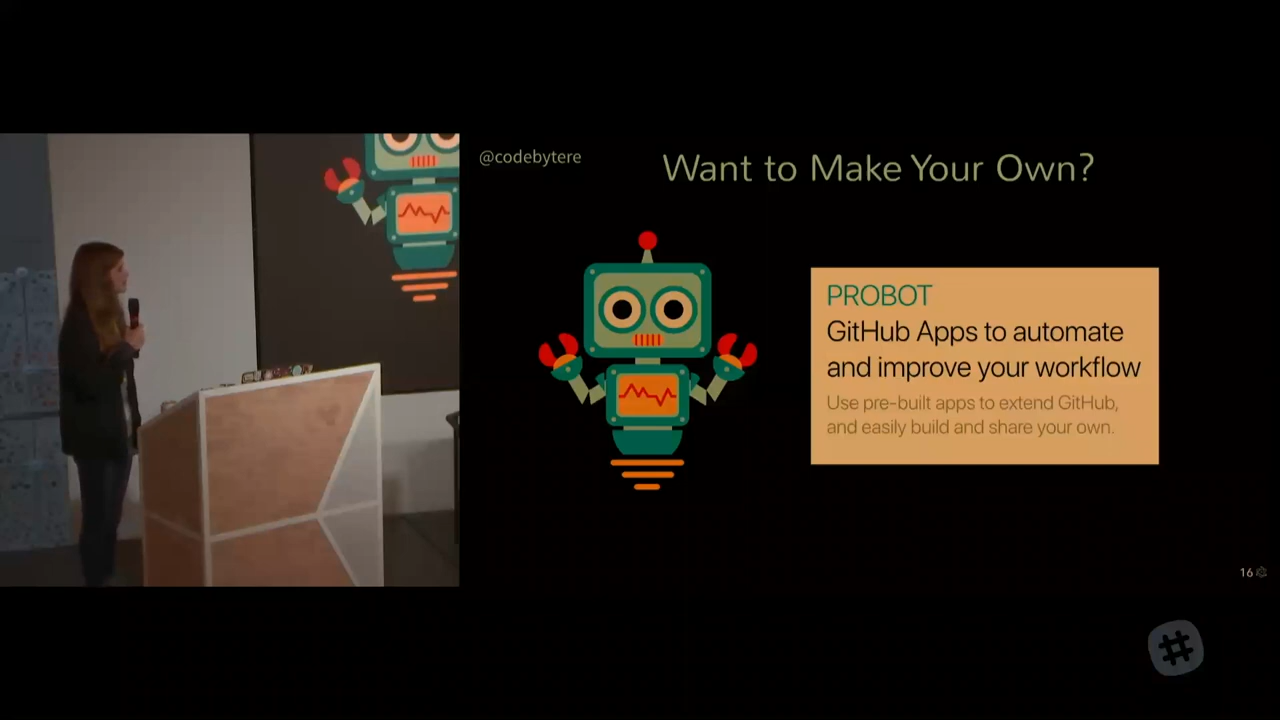 @codebytere
Want to Make Your Own?
PROBOT
GitHub Apps to automate
and improve your workflow
Use pre-built apps to extend GitHub,
and easily build and share your own.
16